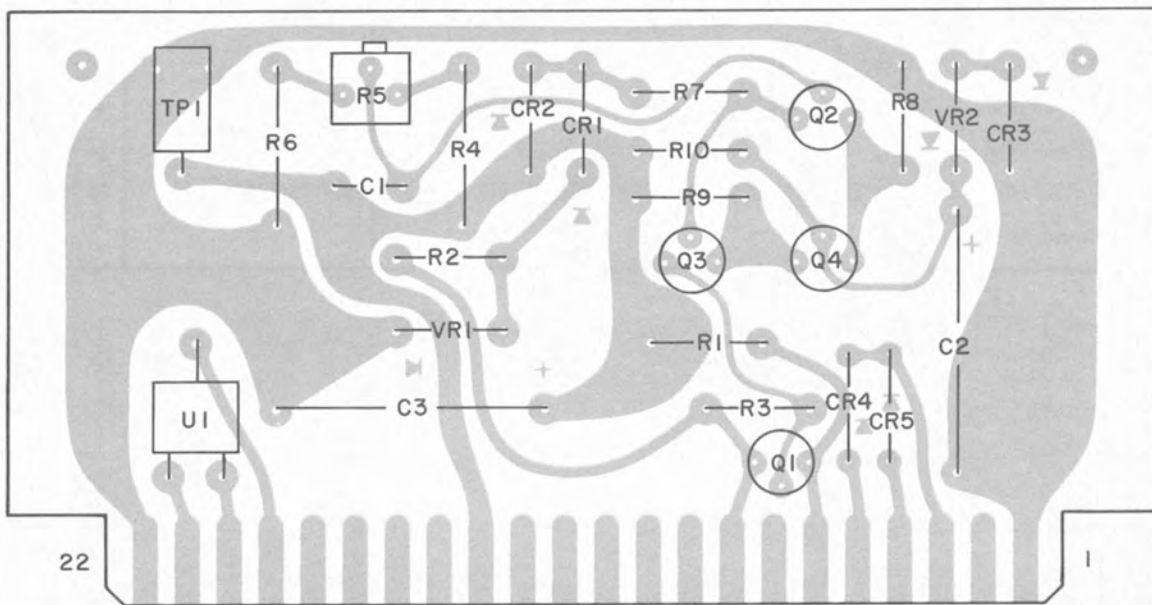 TP1
R6
R5
R4
CR2
CR1
R7
Q2
R8
VR2
CR3
R10
C1
R9
R2
Q3
Q4
VR1
R1
C2
+
+
U1
C3
R3
CR4
CR5
Q1
22
1